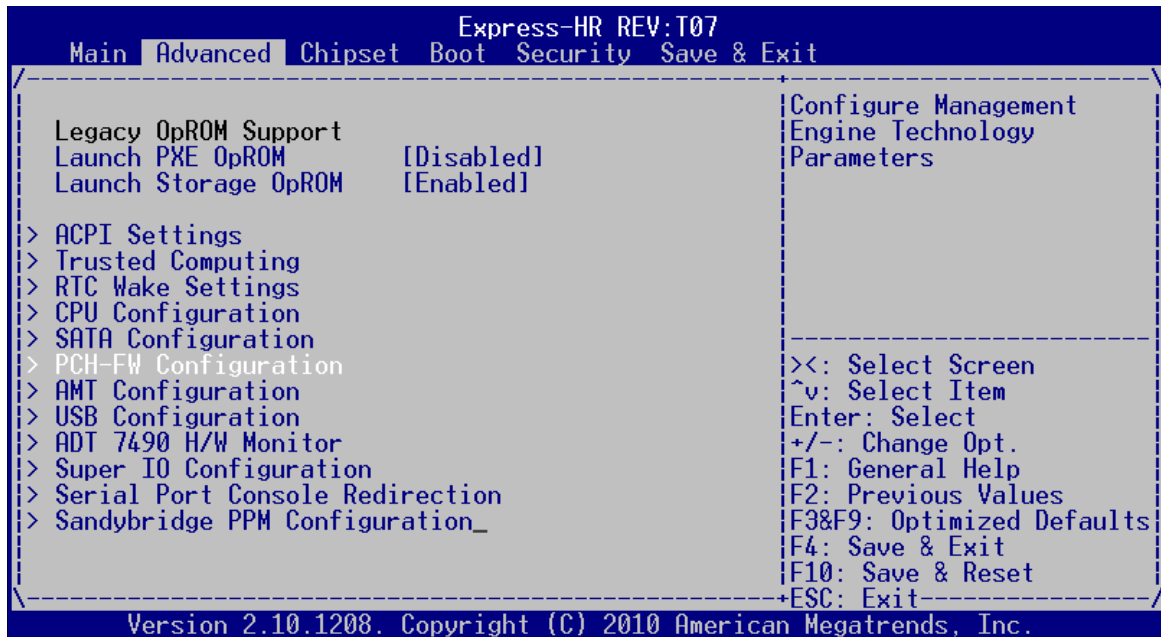 Express-HR REV:T07
Main Advanced Chipset Boot Security Save & Exit
Legacy OpROM Support
Launch PXE OpROM [Disabled]
Launch Storage OpROM [Enabled]
> ACPI Settings
> Trusted Computing
> RTC Wake Settings
> CPU Configuration
> SATA Configuration
> PCH-FW Configuration
> AMT Configuration
> USB Configuration
> ADT 7490 H/W Monitor
> Super IO Configuration
> Serial Port Console Redirection
> Sandybridge PPM Configuration_
Configure Management
Engine Technology
Parameters
><: Select Screen
^v: Select Item
Enter: Select
+/-: Change Opt.
F1: General Help
F2: Previous Values
F3&F9: Optimized Defaults
F4: Save & Exit
F10: Save & Reset
ESC: Exit
Version 2.10.1208. Copyright (C) 2010 American Megatrends, Inc.